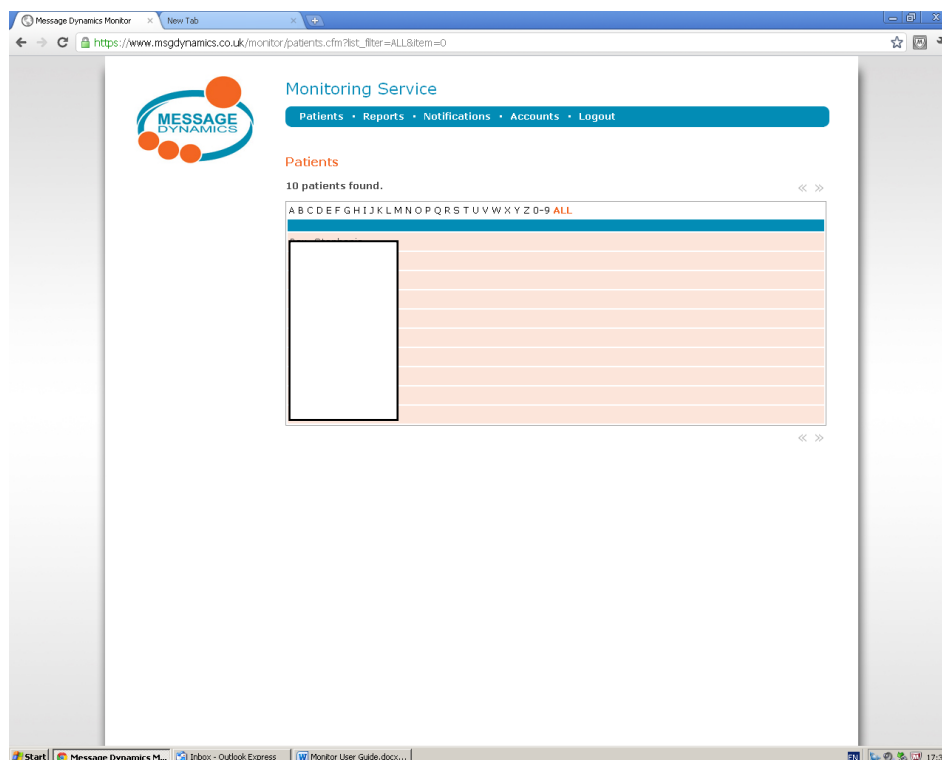 Message Dynamics Monitor
New Tab
https://www.msgdynamics.co.uk/monitor/patients.cfm?list_filter=ALL&item=0
MESSAGE
DYNAMICS
Monitoring Service
Patients • Reports • Notifications • Accounts • Logout
Patients
10 patients found.
« »
A B C D E F G H I J K L M N O P Q R S T U V W X Y Z 0-9 ALL
« »
Start
Message Dynamics M...
Inbox - Outlook Express
Monitor User Guide.docx...
EN